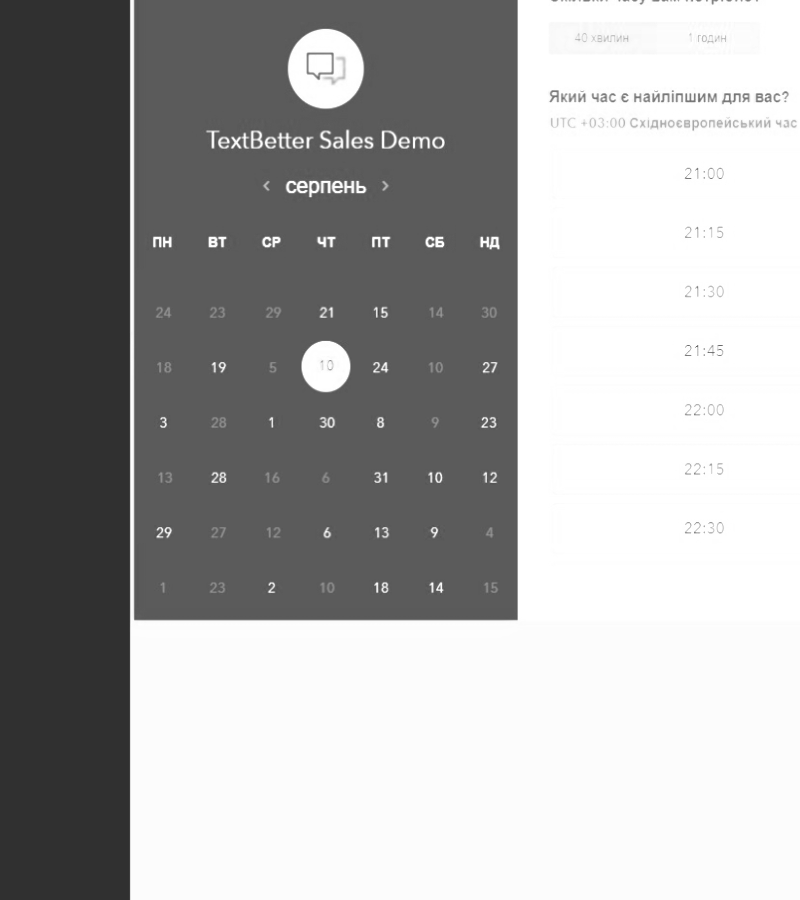 TextBetter Sales Demo
< серпень >
ПН ВТ СР ЧТ ПТ СБ НД
24 23 29 21 15 14 30
18 19 5 10 24 10 27
3 28 1 30 8 9 23
13 28 16 6 31 10 12
29 27 12 6 13 9 4
1 23 2 10 18 14 15
40 хвилин 1 годин
Який час є найліпшим для вас?
UTC +03:00 Східноєвропейський час
21:00
21:15
21:30
21:45
22:00
22:15
22:30